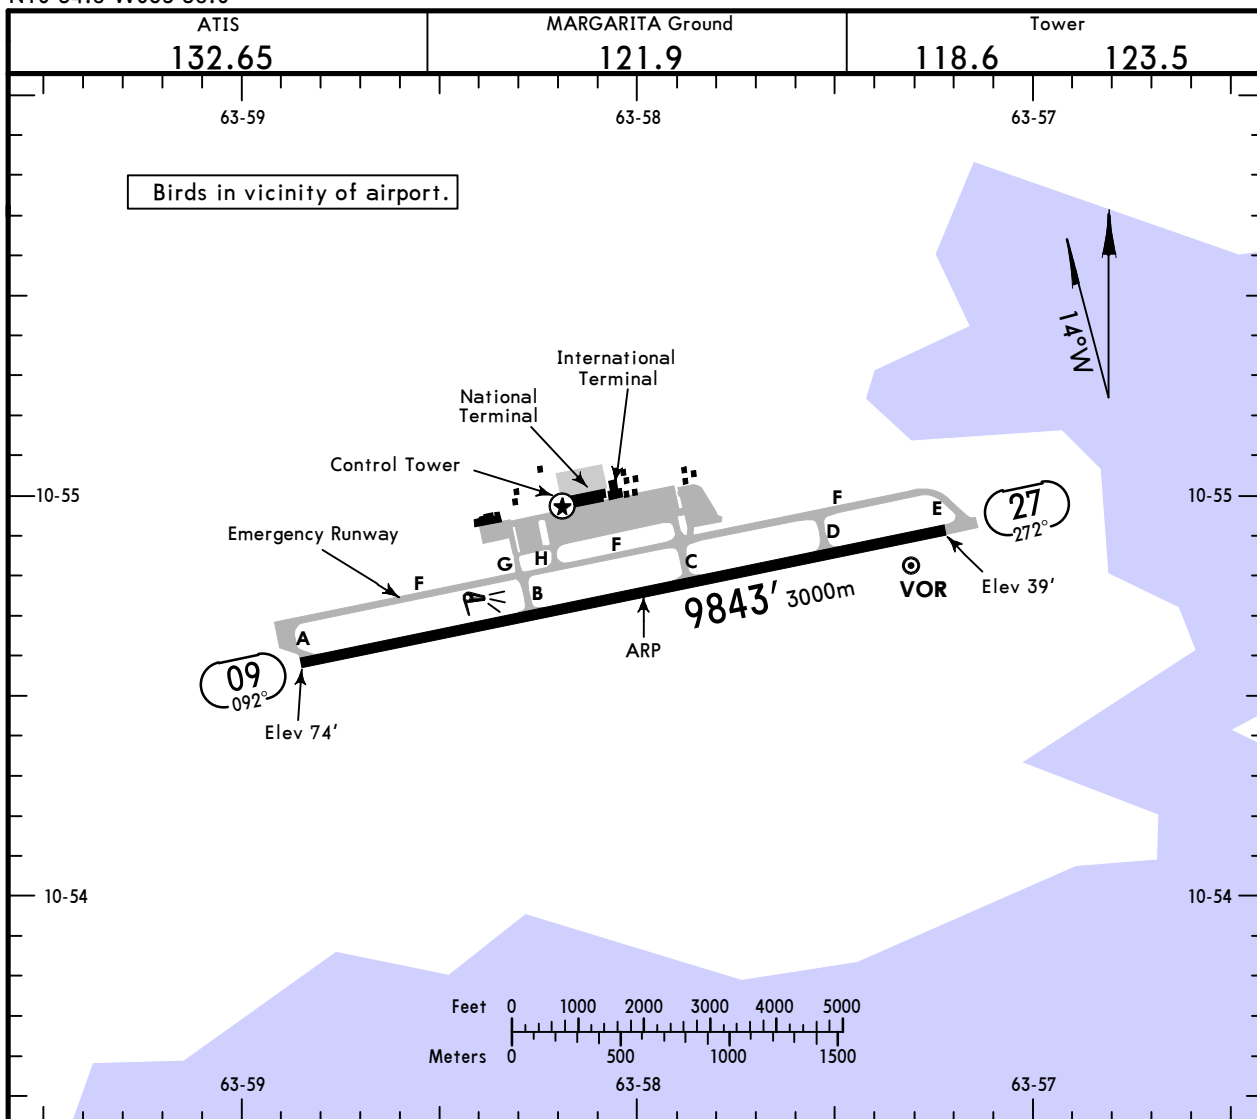 ATIS
132.65
MARGARITA Ground
121.9
Tower
118.6 123.5
63-59 63-58 63-57
Birds in vicinity of airport.
14°W
International
Terminal
National
Terminal
Control Tower
10-55 10-55
Emergency Runway
F
F
F
E
D
C
H
G
B
A
27
272°
VOR
Elev 39'
9843' 3000m
ARP
09
092°
Elev 74'
10-54 10-54
Feet 0 1000 2000 3000 4000 5000
Meters 0 500 1000 1500
63-59 63-58 63-57